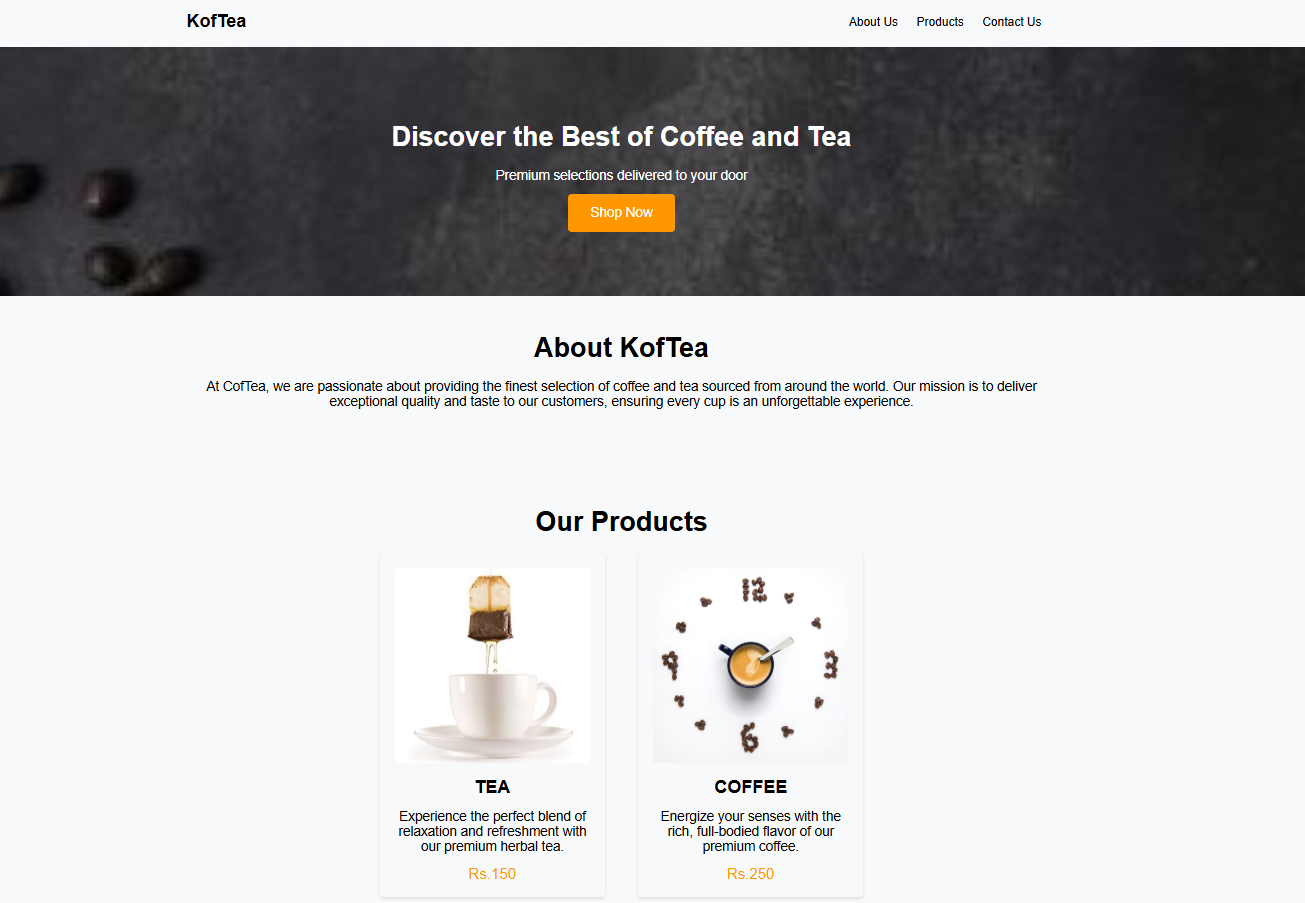 KofTea
About Us Products Contact Us
Discover the Best of Coffee and Tea
Premium selections delivered to your door
Shop Now
About KofTea
At CofTea, we are passionate about providing the finest selection of coffee and tea sourced from around the world. Our mission is to deliver
exceptional quality and taste to our customers, ensuring every cup is an unforgettable experience.
Our Products
12
3
6
9
TEA
Experience the perfect blend of
relaxation and refreshment with
our premium herbal tea.
Rs.150
COFFEE
Energize your senses with the
rich, full-bodied flavor of our
premium coffee.
Rs.250